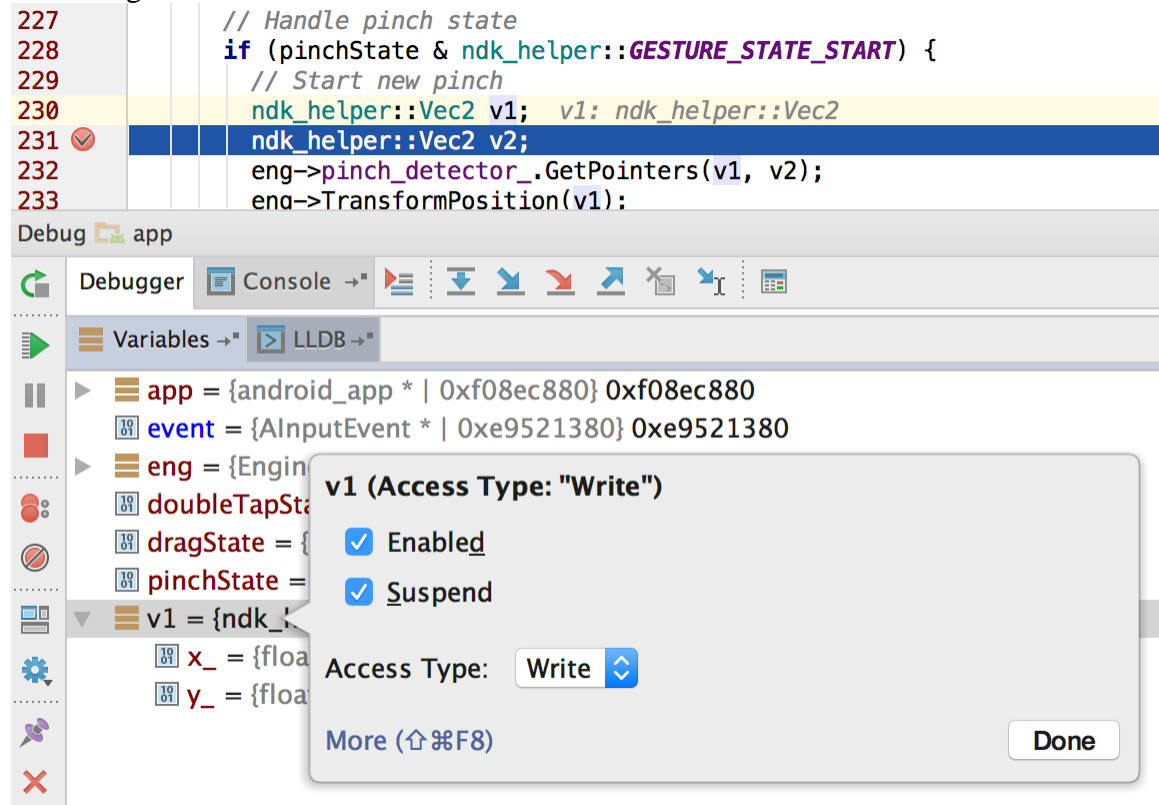 227 // Handle pinch state
228 if (pinchState & ndk_helper::GESTURE_STATE_START) {
229 // Start new pinch
230 ndk_helper::Vec2 v1; v1: ndk_helper::Vec2
231 ndk_helper::Vec2 v2;
232 eng->pinch_detector_.GetPointers(v1, v2);
233 eng->TransformPosition(v1);
Debug app
Debugger Console
Variables LLDB
app = {android_app * | 0xf08ec880} 0xf08ec880
event = {AInputEvent * | 0xe9521380} 0xe9521380
eng = {Engin
doubleTapSta
dragState = {
pinchState =
v1 = {ndk_h
x_ = {floa
y_ = {floa
v1 (Access Type: "Write")
Enabled
Suspend
Access Type: Write
More (⇧⌘F8)
Done